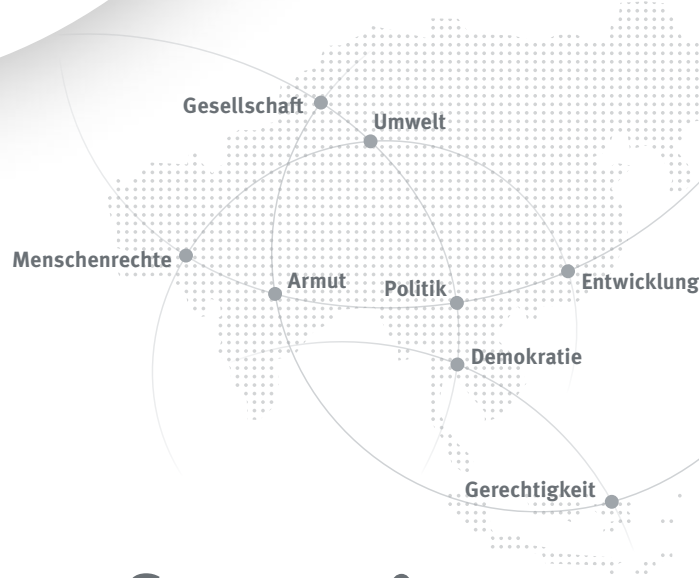 Gesellschaft
Umwelt
Menschenrechte
Armut
Politik
Entwicklung
Demokratie
Gerechtigkeit